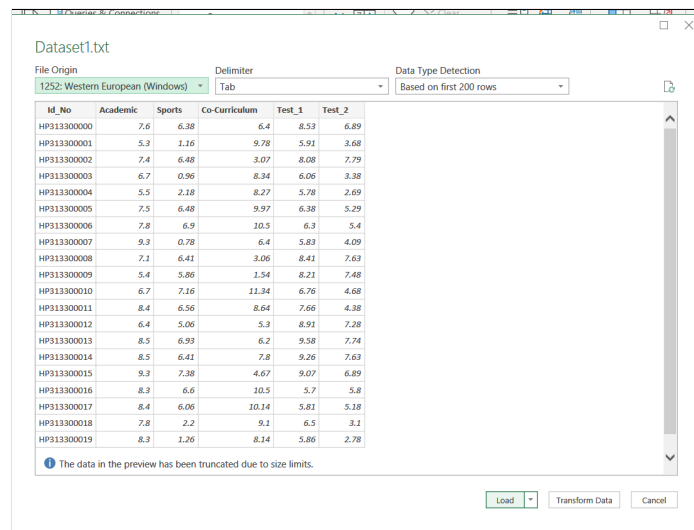 Queries & Connections
Clear
Dataset1.txt
File Origin Delimiter Data Type Detection
1252: Western European (Windows) Tab Based on first 200 rows
Id_No Academic Sports Co-Curriculum Test_1 Test_2
HP313300000 7.6 6.38 6.4 8.53 6.89
HP313300001 5.3 1.16 9.78 5.91 3.68
HP313300002 7.4 6.48 3.07 8.08 7.79
HP313300003 6.7 0.96 8.34 6.06 3.38
HP313300004 5.5 2.18 8.27 5.78 2.69
HP313300005 7.5 6.48 9.97 6.38 5.29
HP313300006 7.8 6.9 10.5 6.3 5.4
HP313300007 9.3 0.78 6.4 5.83 4.09
HP313300008 7.1 6.41 3.06 8.41 7.63
HP313300009 5.4 5.86 1.54 8.21 7.48
HP313300010 6.7 7.16 11.34 6.76 4.68
HP313300011 8.4 6.56 8.64 7.66 4.38
HP313300012 6.4 5.06 5.3 8.91 7.28
HP313300013 8.5 6.93 6.2 9.58 7.74
HP313300014 8.5 6.41 7.8 9.26 7.63
HP313300015 9.3 7.38 4.67 9.07 6.89
HP313300016 8.3 6.6 10.5 5.7 5.8
HP313300017 8.4 6.06 10.14 5.81 5.18
HP313300018 7.8 2.2 9.1 6.5 3.1
HP313300019 8.3 1.26 8.14 5.86 2.78
The data in the preview has been truncated due to size limits.
Load Transform Data Cancel